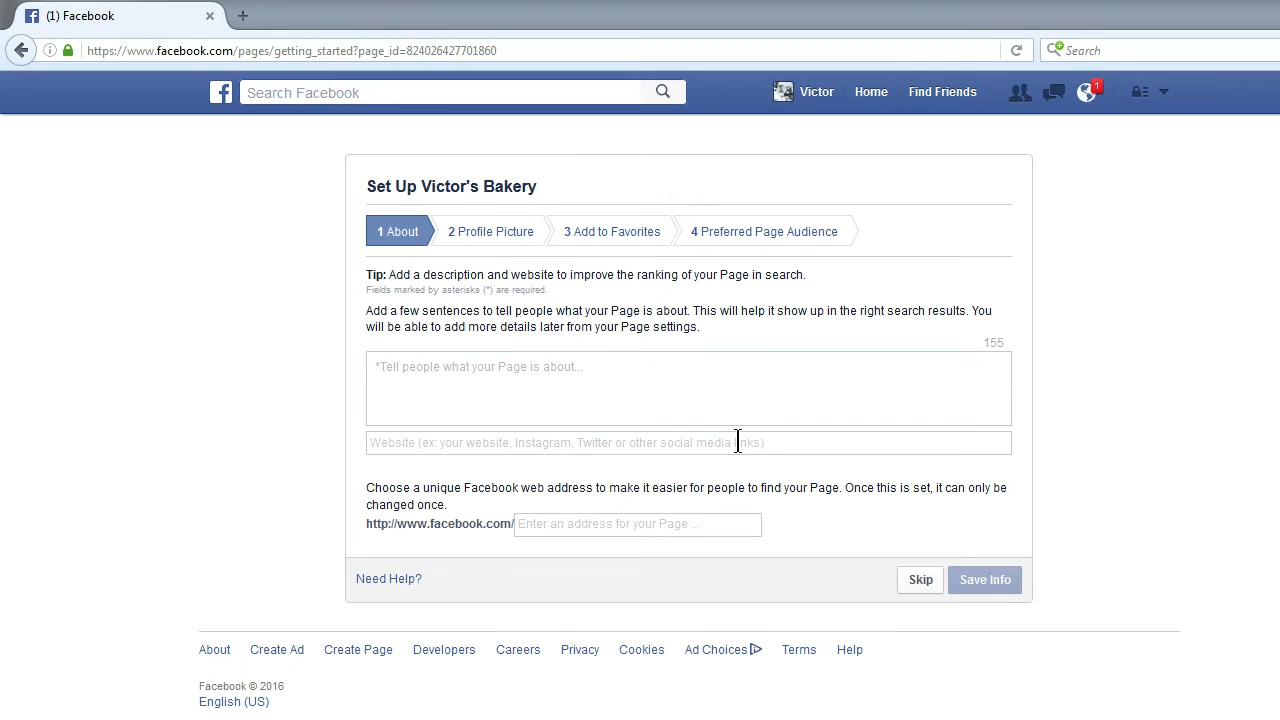 (1) Facebook
https://www.facebook.com/pages/getting_started?page_id=824026427701860
Search
Search Facebook
Victor
Home
Find Friends
1
Set Up Victor's Bakery
1 About
2 Profile Picture
3 Add to Favorites
4 Preferred Page Audience
Tip: Add a description and website to improve the ranking of your Page in search.
Fields marked by asterisks (*) are required.
Add a few sentences to tell people what your Page is about. This will help it show up in the right search results. You
will be able to add more details later from your Page settings.
155
*Tell people what your Page is about...
Website (ex: your website, Instagram, Twitter or other social media links)
Choose a unique Facebook web address to make it easier for people to find your Page. Once this is set, it can only be
changed once.
http://www.facebook.com/
Enter an address for your Page ...
Need Help?
Skip
Save Info
About
Create Ad
Create Page
Developers
Careers
Privacy
Cookies
Ad Choices
Terms
Help
Facebook © 2016
English (US)